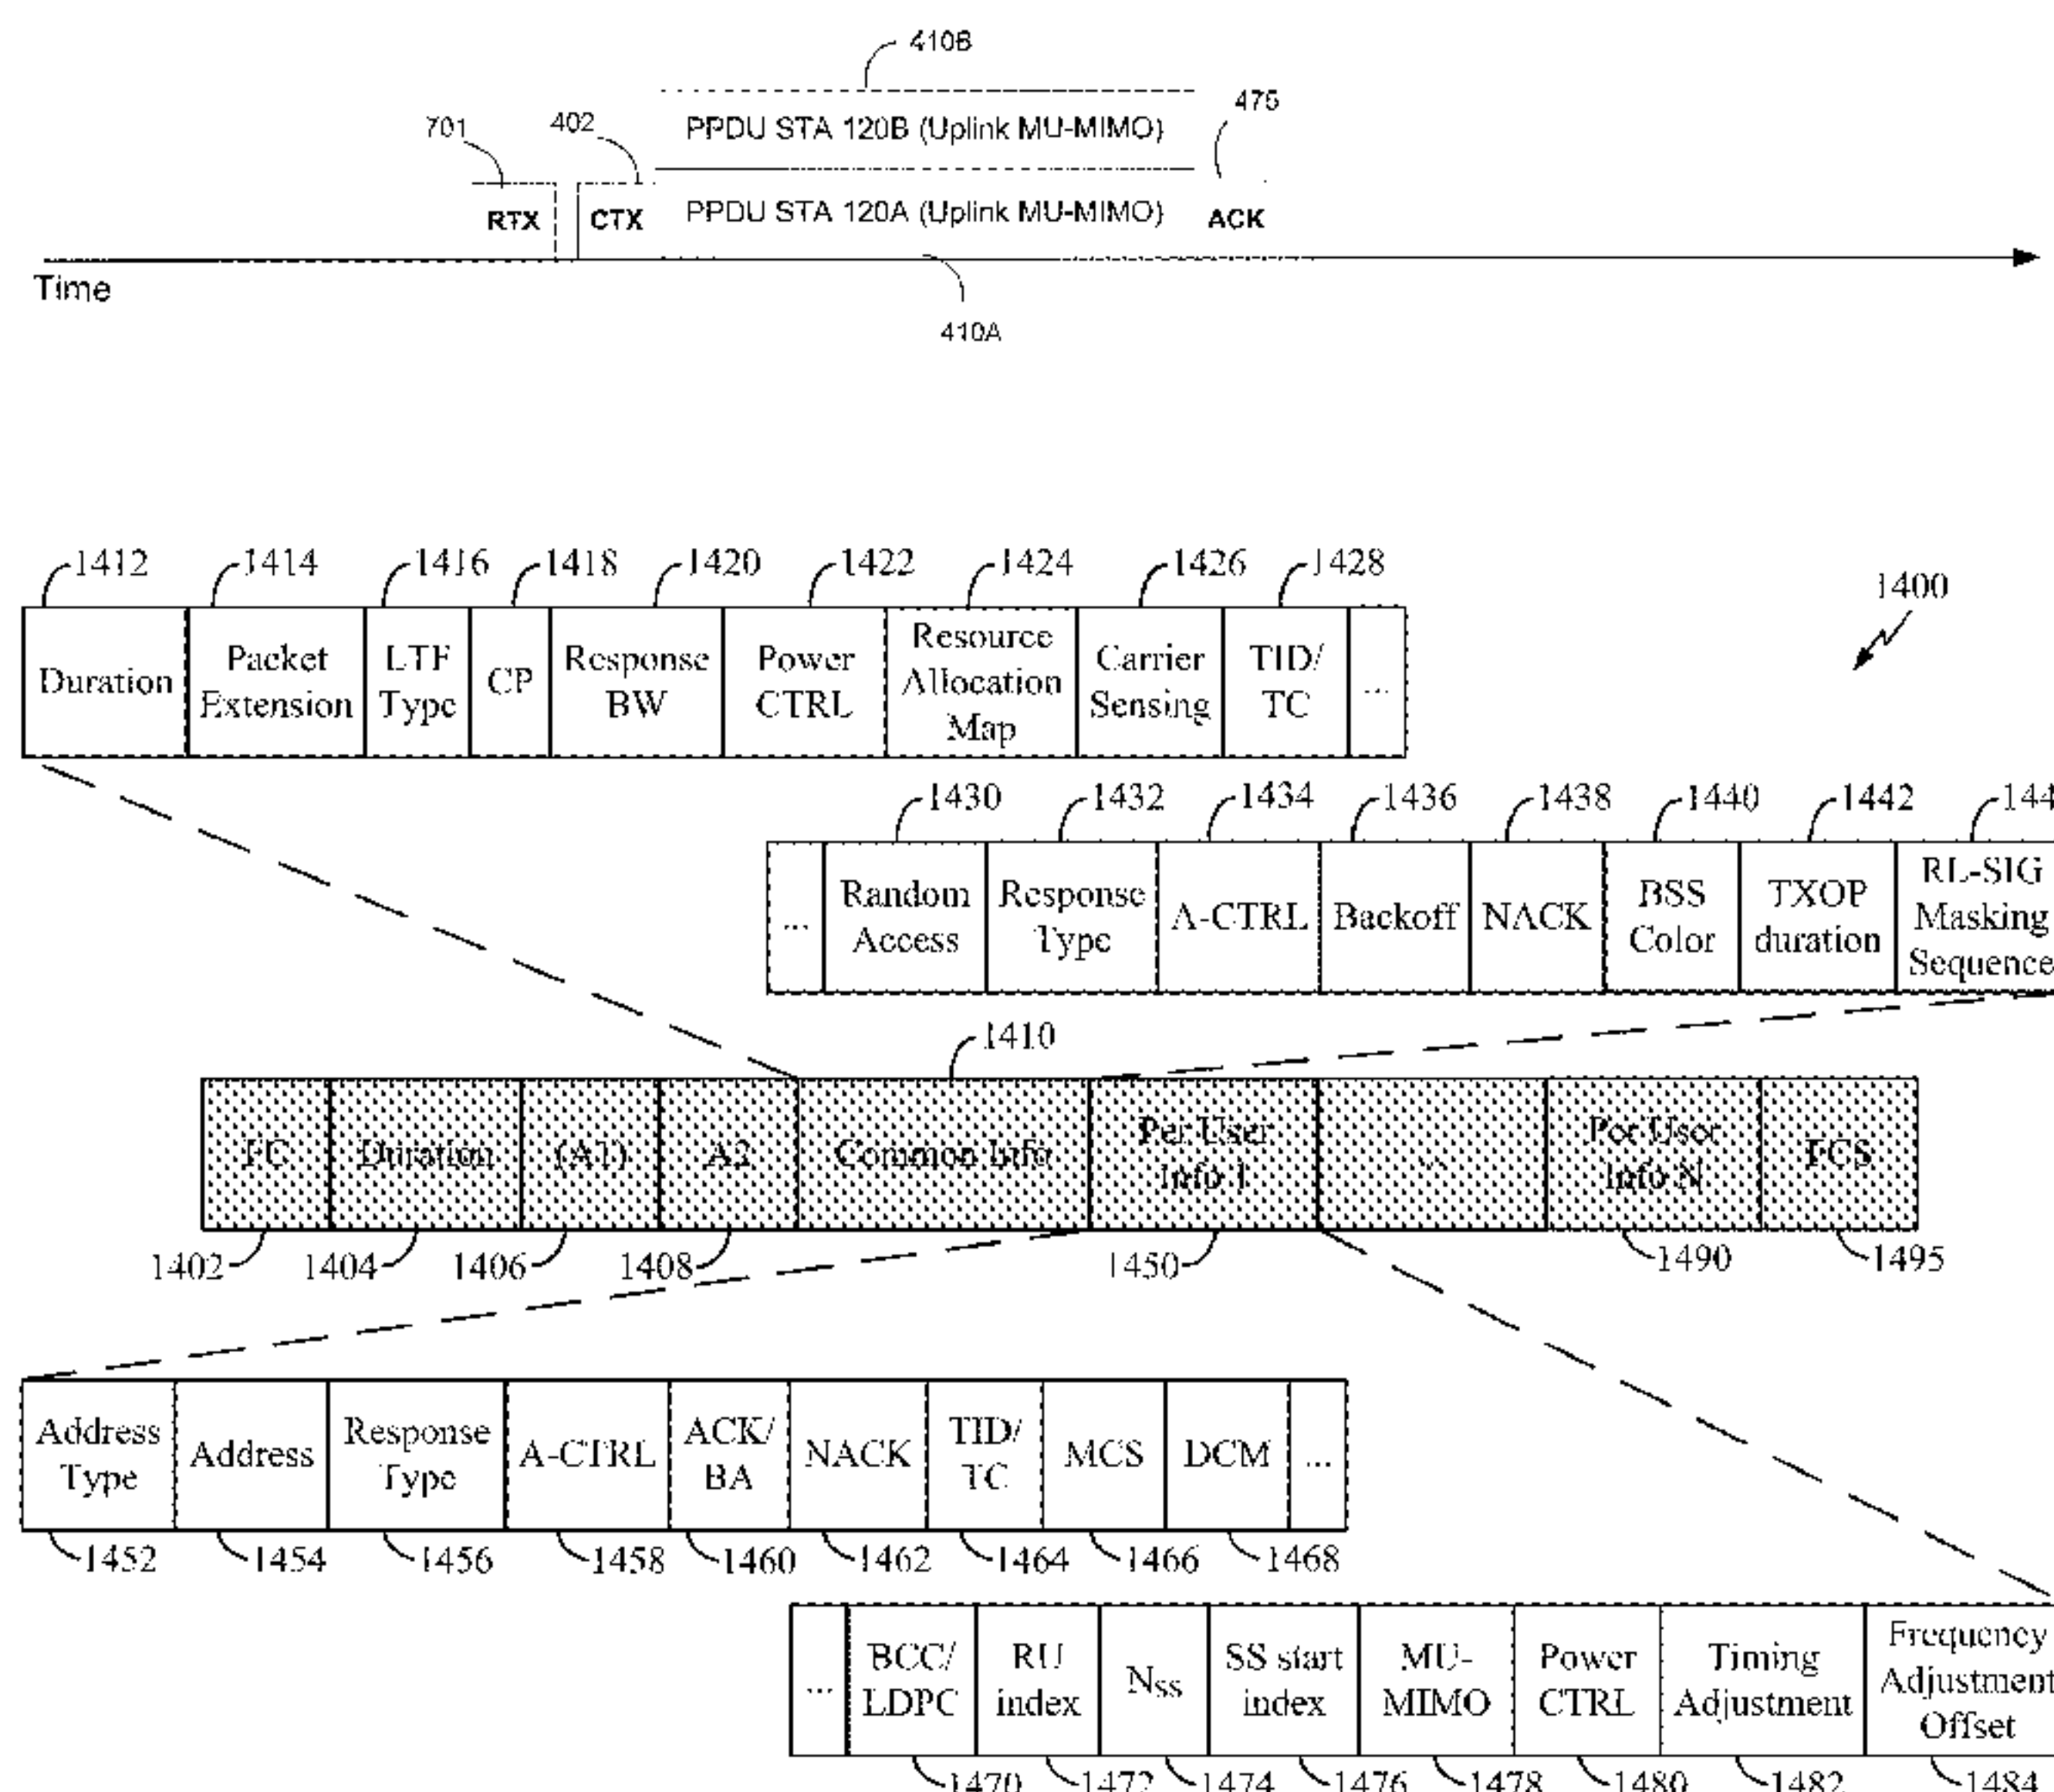 410B
475
701 402 PPDU STA 120B (Uplink MU-MIMO)
RTX CTX PPDU STA 120A (Uplink MU-MIMO) ACK
Time
410A
1412 1414 1416 1418 1420 1422 1424 1426 1428
1400
Duration Packet Extension LTF Type CP Response BW Power CTRL Resource Allocation Map Carrier Sensing TID/TC ...
1430 1432 1434 1436 1438 1440 1442 144
... Random Access Response Type A-CTRL Backoff NACK BSS Color TXOP duration RL-SIG Masking Sequence
1410
FC Duration (A1) A2 Common Info Per User Info 1 ... Per User Info N FCS
1402 1404 1406 1408 1450 1490 1495
Address Type Address Response Type A-CTRL ACK/BA NACK TID/TC MCS DCM ...
1452 1454 1456 1458 1460 1462 1464 1466 1468
... BCC/LDPC RU index Nss SS start index MU-MIMO Power CTRL Timing Adjustment Frequency Adjustment Offset
1470 1472 1474 1476 1478 1480 1482 1484